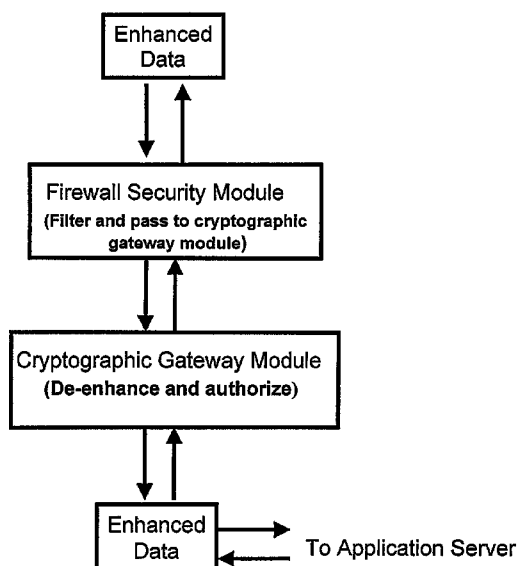 Enhanced
Data
Firewall Security Module
(Filter and pass to cryptographic
gateway module)
Cryptographic Gateway Module
(De-enhance and authorize)
Enhanced
Data
To Application Server